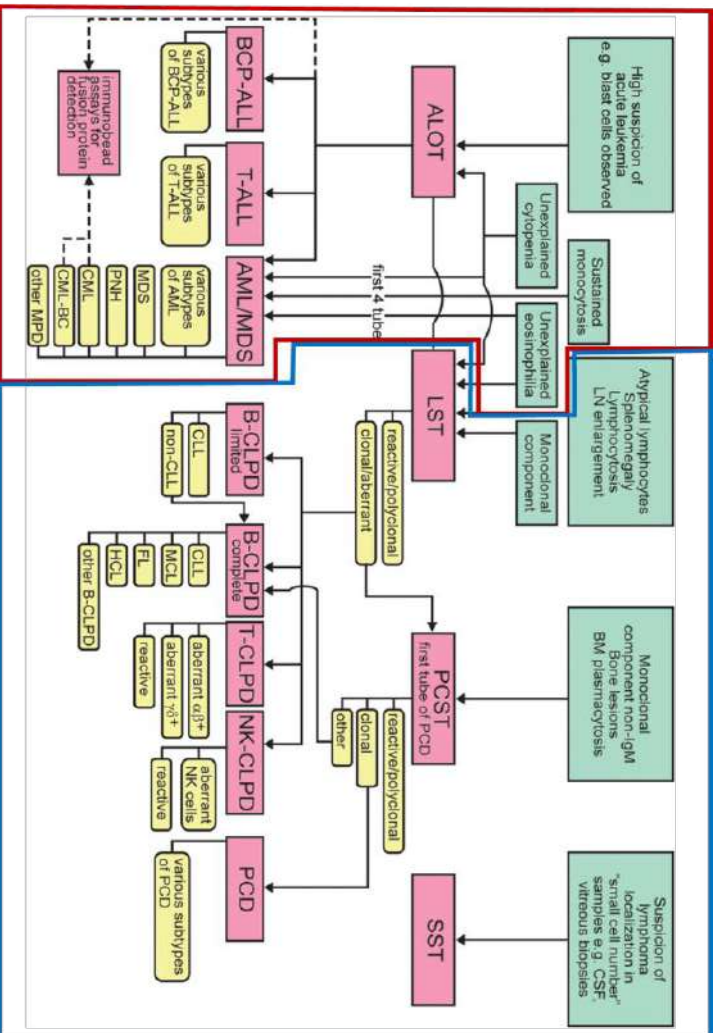 High suspicion of
acute leukemia
e.g. blast cells observed
Unexplained
cytopenia
Sustained
monocytosis
Unexplained
eosinophilia
Atypical lymphocytes
Splenomegaly
Lymphocytosis
LN enlargement
Monoclonal
component
Monoclonal
component non-IgM
Bone lesions
BM plasmacytosis
Suspicion of
lymphoma
localization in
"small cell number"
samples e.g. CSF,
vitreous biopsies
ALOT
first 4 tube
LST
reactive/polyclonal
clonal/aberrant
PCST
first tube of PCD
reactive/polyclonal
clonal
other
SST
BCP-ALL
various
subtypes
of BCP-ALL
T-ALL
various
subtypes
of T-ALL
AML/MDS
various
subtypes
of AML
MDS
PNH
CML
CML-BC
other MPD
immunobead
assays for
fusion protein
detection
B-CLPD
limited
CLL
non-CLL
B-CLPD
complete
CLL
MCL
FL
HCL
other B-CLPD
T-CLPD
aberrant αβ+
aberrant γδ+
reactive
NK-CLPD
aberrant
NK cells
reactive
PCD
various subtypes
of PCD